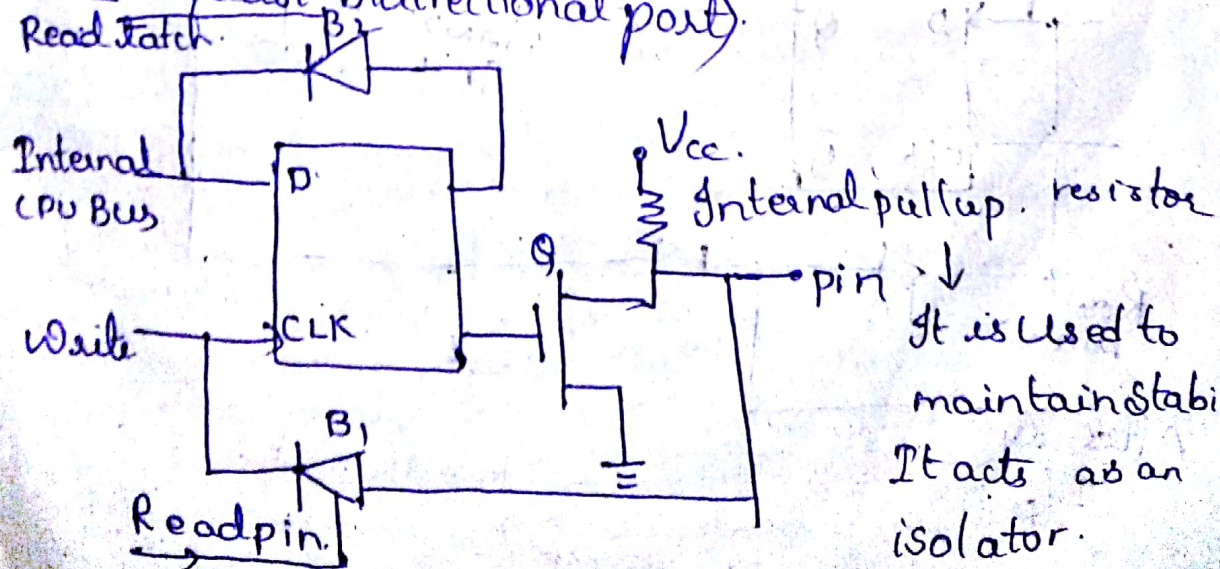 bidirectional port).
Read Latch.
B2
Internal
CPU Bus
D
Vcc.
Internal pullup. resistor
Q
pin ↓
Write
CLK
It is used to
maintain Stabi
B1
It acts as an
Readpin.
isolator.